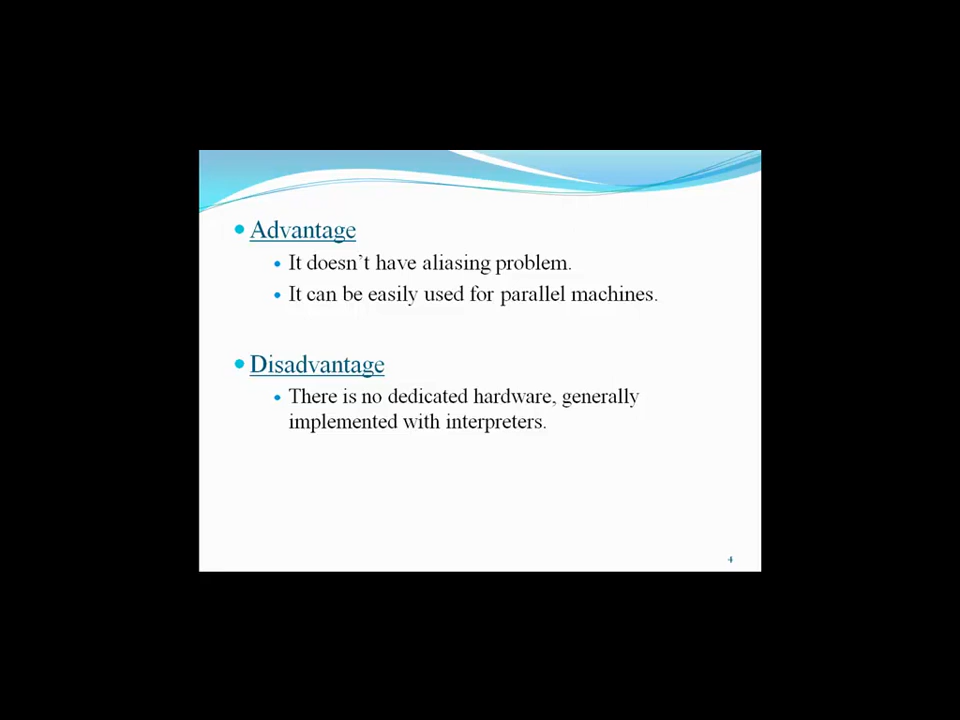 Advantage
It doesn't have aliasing problem.
It can be easily used for parallel machines.
Disadvantage
There is no dedicated hardware, generally
implemented with interpreters.
4